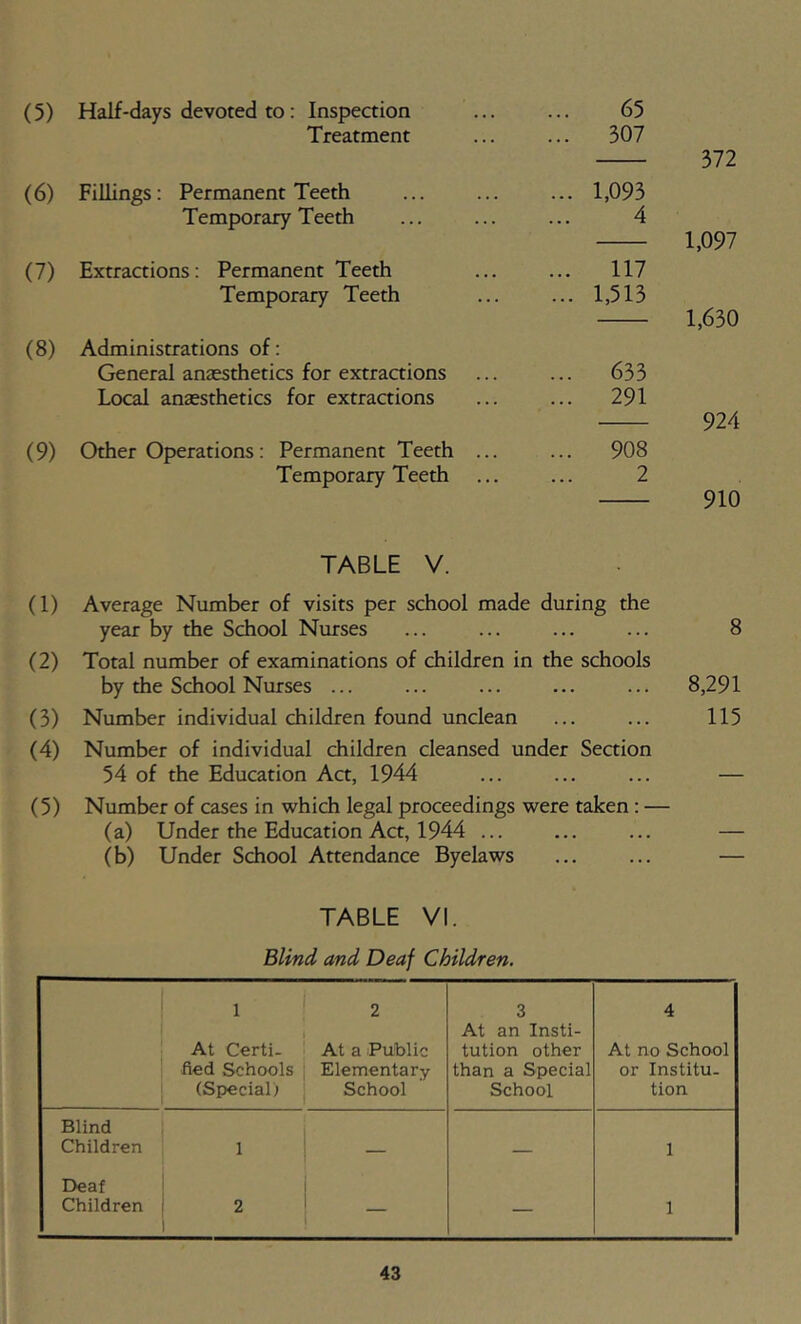 (5) Half-days devoted to: Inspection ... ... 65
Treatment ... ... 307
372
(6) Fillings: Permanent Teeth ... ... ... 1,093
Temporary Teeth ... ... ... 4
1,097
(7) Extractions: Permanent Teeth ... ... 117
Temporary Teeth ... ... 1,513
1,630
(8) Administrations of:
General anæsthetics for extractions ... ... 633
Local anæsthetics for extractions ... ... 291
924
(9) Other Operations: Permanent Teeth ... ... 908
Temporary Teeth ... ... 2
910
TABLE V.
(1) Average Number of visits per school made during the
year by the School Nurses ... ... ... ... 8
(2) Total number of examinations of children in the schools
by the School Nurses ... ... ... ... ... 8,291
(3) Number individual children found unclean ... ... 115
(4) Number of individual children cleansed under Section
54 of the Education Act, 1944 ... ... ... —
(5) Number of cases in which legal proceedings were taken: —
(a) Under the Education Act, 1944 ... ... ... —
(b) Under School Attendance Byelaws ... ... —
TABLE VI.
Blind and Deaf Children.
1 2 3 4
At an Insti-
At Certi- At a Public tution other At no School
fied Schools Elementary than a Special or Institu-
(Special) School School tion
Blind
Children 1 — — 1
Deaf
Children 2 — — 1
43